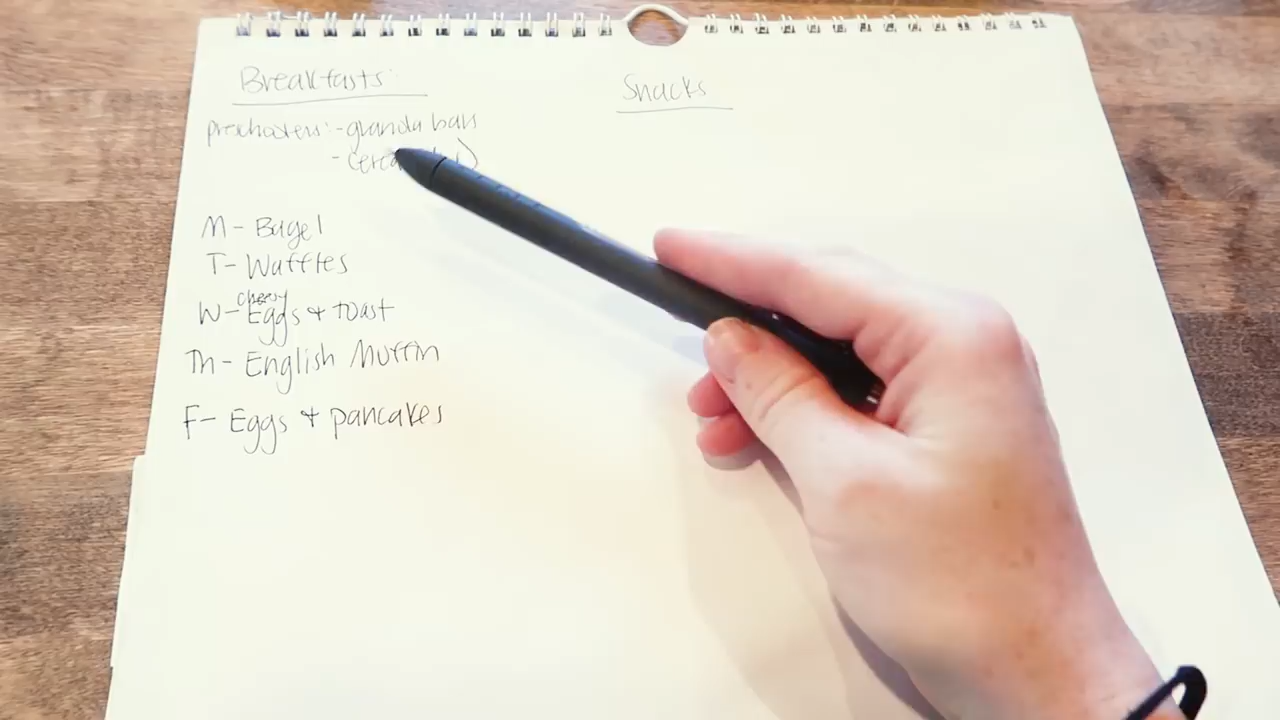 Breakfasts:
Snacks
preschoolers: - granola bars
-
M - Bagel
T - Waffles
cheesy
W - Eggs + toast
Th - English Muffin
F - Eggs + pancakes